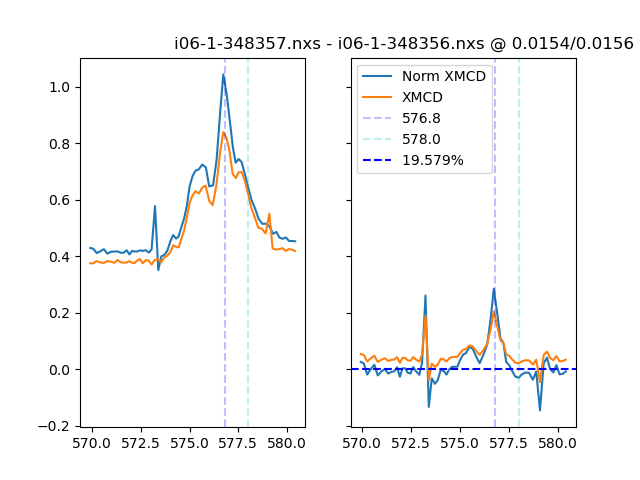 i06-1-348357.nxs - i06-1-348356.nxs @ 0.0154/0.0156
1.0
0.8
0.6
0.4
0.2
0.0
−0.2
570.0 572.5 575.0 577.5 580.0
Norm XMCD
XMCD
576.8
578.0
19.579%
570.0 572.5 575.0 577.5 580.0